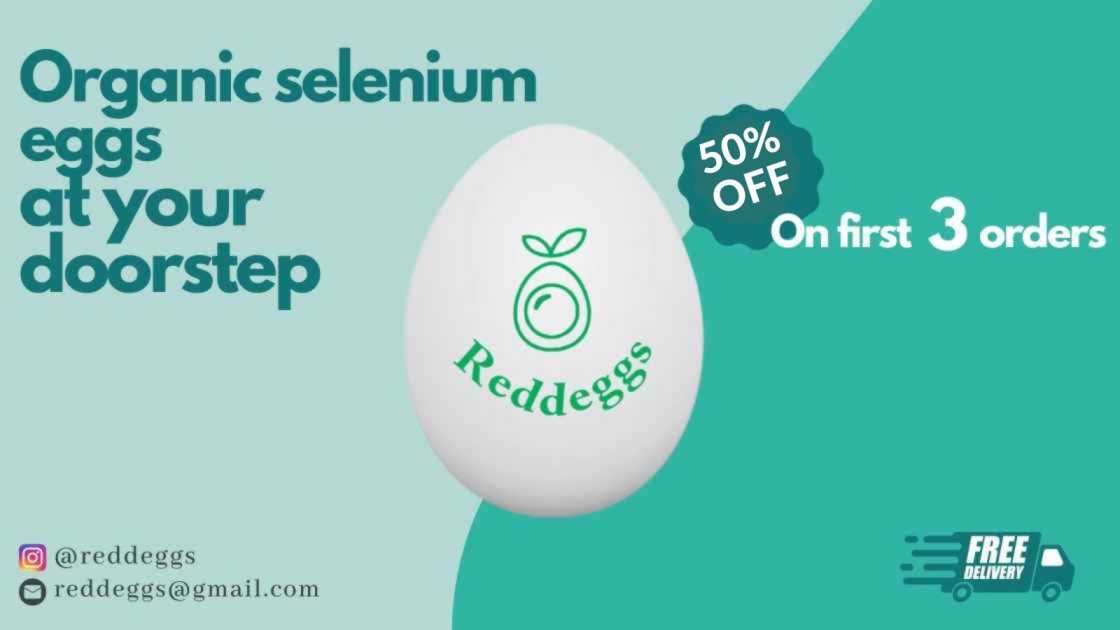 Organic selenium
eggs
at your
doorstep
50%
OFF
On first 3 orders
Reddeggs
@reddeggs
reddeggs@gmail.com
FREE
DELIVERY